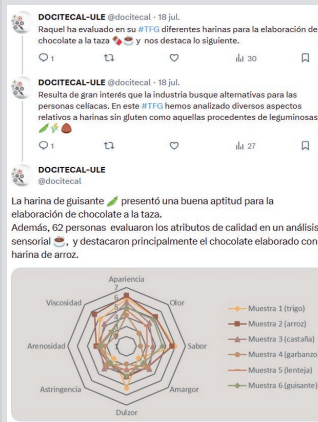 DOCITECAL-ULE @docitecal · 18 jul.
Raquel ha evaluado en su #TFG diferentes harinas para la elaboración de
chocolate a la taza 🍫☕ y nos destaca lo siguiente.
1 30
DOCITECAL-ULE @docitecal · 18 jul.
Resulta de gran interés que la industria busque alternativas para las
personas celíacas. En este #TFG hemos analizado diversos aspectos
relativos a harinas sin gluten como aquellas procedentes de leguminosas
1 27
DOCITECAL-ULE
@docitecal
La harina de guisante presentó una buena aptitud para la
elaboración de chocolate a la taza.
Además, 62 personas evaluaron los atributos de calidad en un análisis
sensorial ☕, y destacaron principalmente el chocolate elaborado con
harina de arroz.
Apariencia
7
6
5
Viscosidad
Olor
Arenosidad
Sabor
Astringencia
Amargor
Dulzor
Muestra 1 (trigo)
Muestra 2 (arroz)
Muestra 3 (castaña)
Muestra 4 (garbanzo)
Muestra 5 (lenteja)
Muestra 6 (guisante)